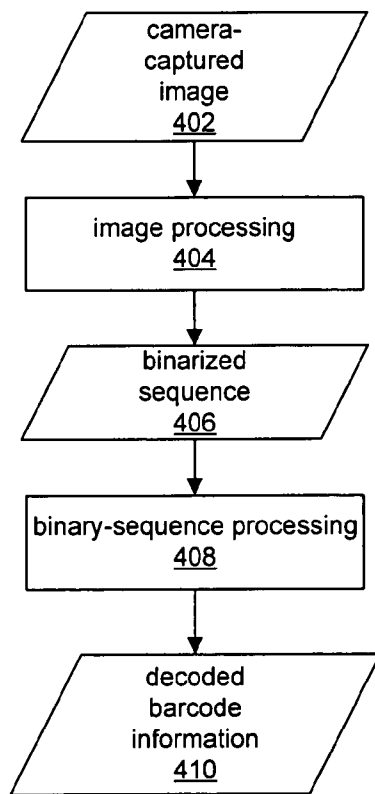 camera-
captured
image
402
image processing
404
binarized
sequence
406
binary-sequence processing
408
decoded
barcode
information
410